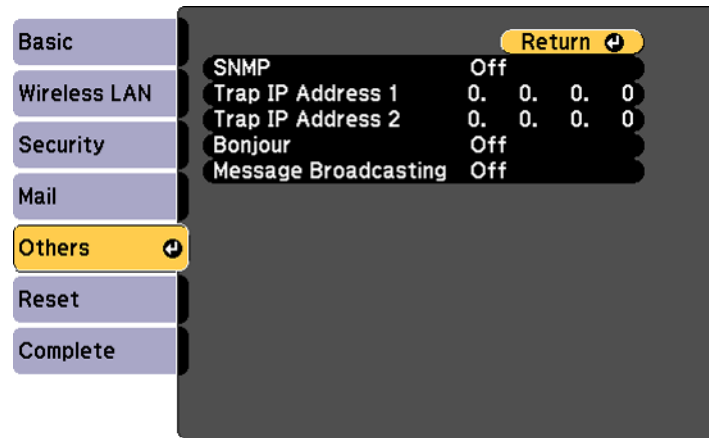 Basic
Wireless LAN
Security
Mail
Others
Reset
Complete
Return
SNMP Off
Trap IP Address 1 0. 0. 0. 0
Trap IP Address 2 0. 0. 0. 0
Bonjour Off
Message Broadcasting Off